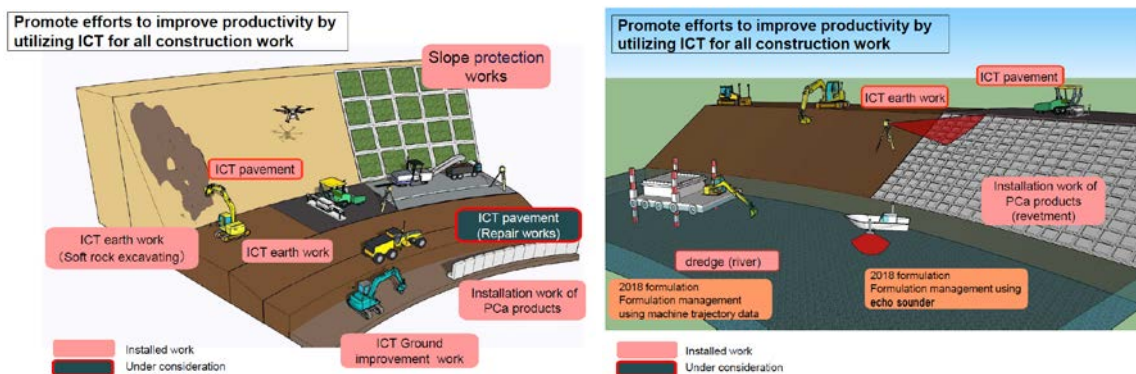 Promote efforts to improve productivity by
utilizing ICT for all construction work
Slope protection
works
ICT pavement
ICT pavement
(Repair works)
ICT earth work
(Soft rock excavating)
ICT earth work
Installation work of
PCa products
ICT Ground
improvement work
Installed work
Under consideration
Promote efforts to improve productivity by
utilizing ICT for all construction work
ICT pavement
ICT earth work
Installation work of
PCa products
(revetment)
dredge (river)
2018 formulation
Formulation management
using machine trajectory data
2018 formulation
Formulation management using
echo sounder
Installed work
Under consideration